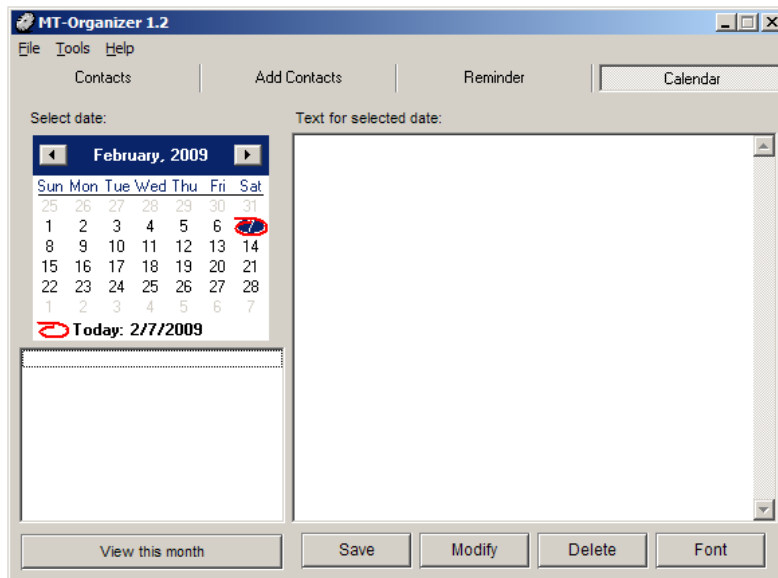 MT-Organizer 1.2
File Tools Help
Contacts Add Contacts Reminder Calendar
Select date: Text for selected date:
February, 2009
Sun Mon Tue Wed Thu Fri Sat
25 26 27 28 29 30 31
1 2 3 4 5 6 7
8 9 10 11 12 13 14
15 16 17 18 19 20 21
22 23 24 25 26 27 28
1 2 3 4 5 6 7
Today: 2/7/2009
View this month Save Modify Delete Font